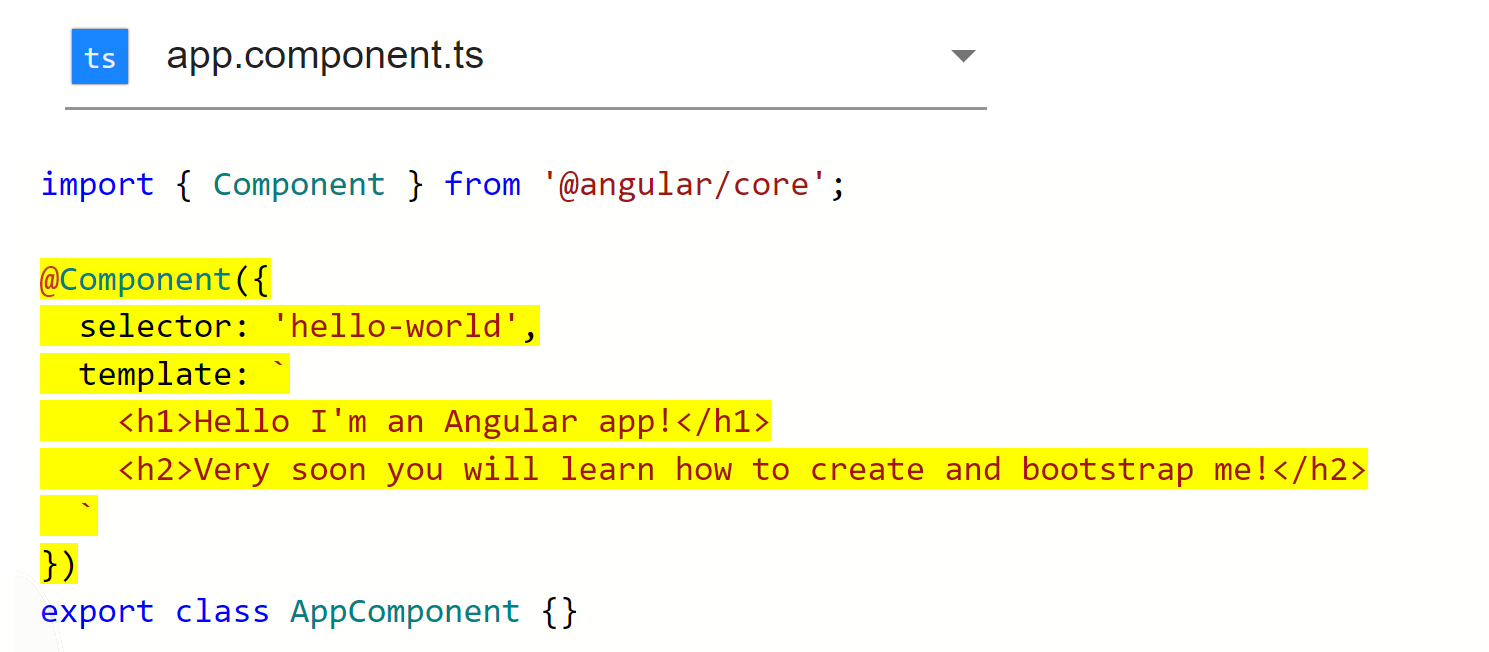 ts app.component.ts
import { Component } from '@angular/core';
@Component({
  selector: 'hello-world',
  template: `
    <h1>Hello I'm an Angular app!</h1>
    <h2>Very soon you will learn how to create and bootstrap me!</h2>
  `
})
export class AppComponent {}